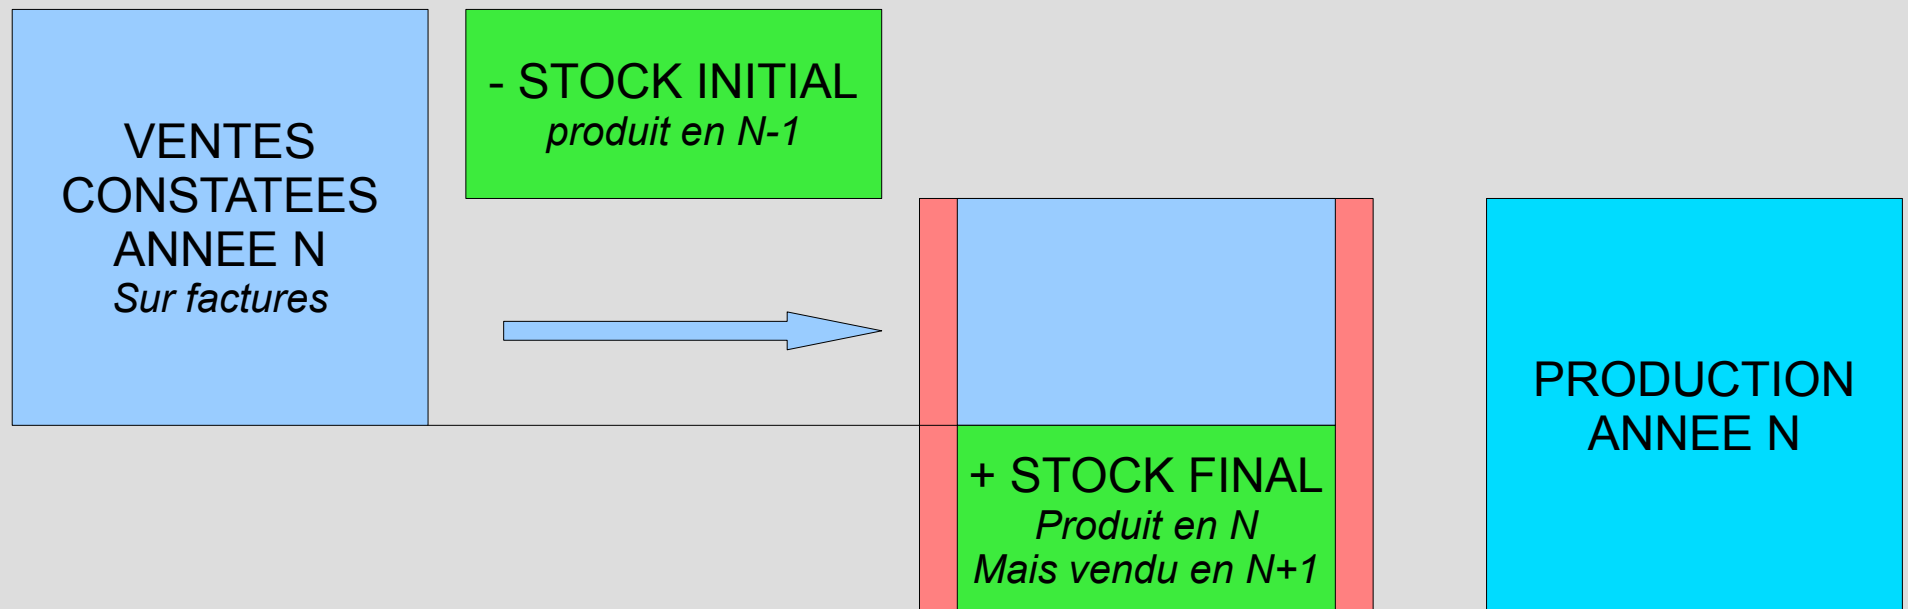 VENTES
CONSTATEES
ANNEE N
Sur factures
- STOCK INITIAL
produit en N-1
+ STOCK FINAL
Produit en N
Mais vendu en N+1
PRODUCTION
ANNEE N